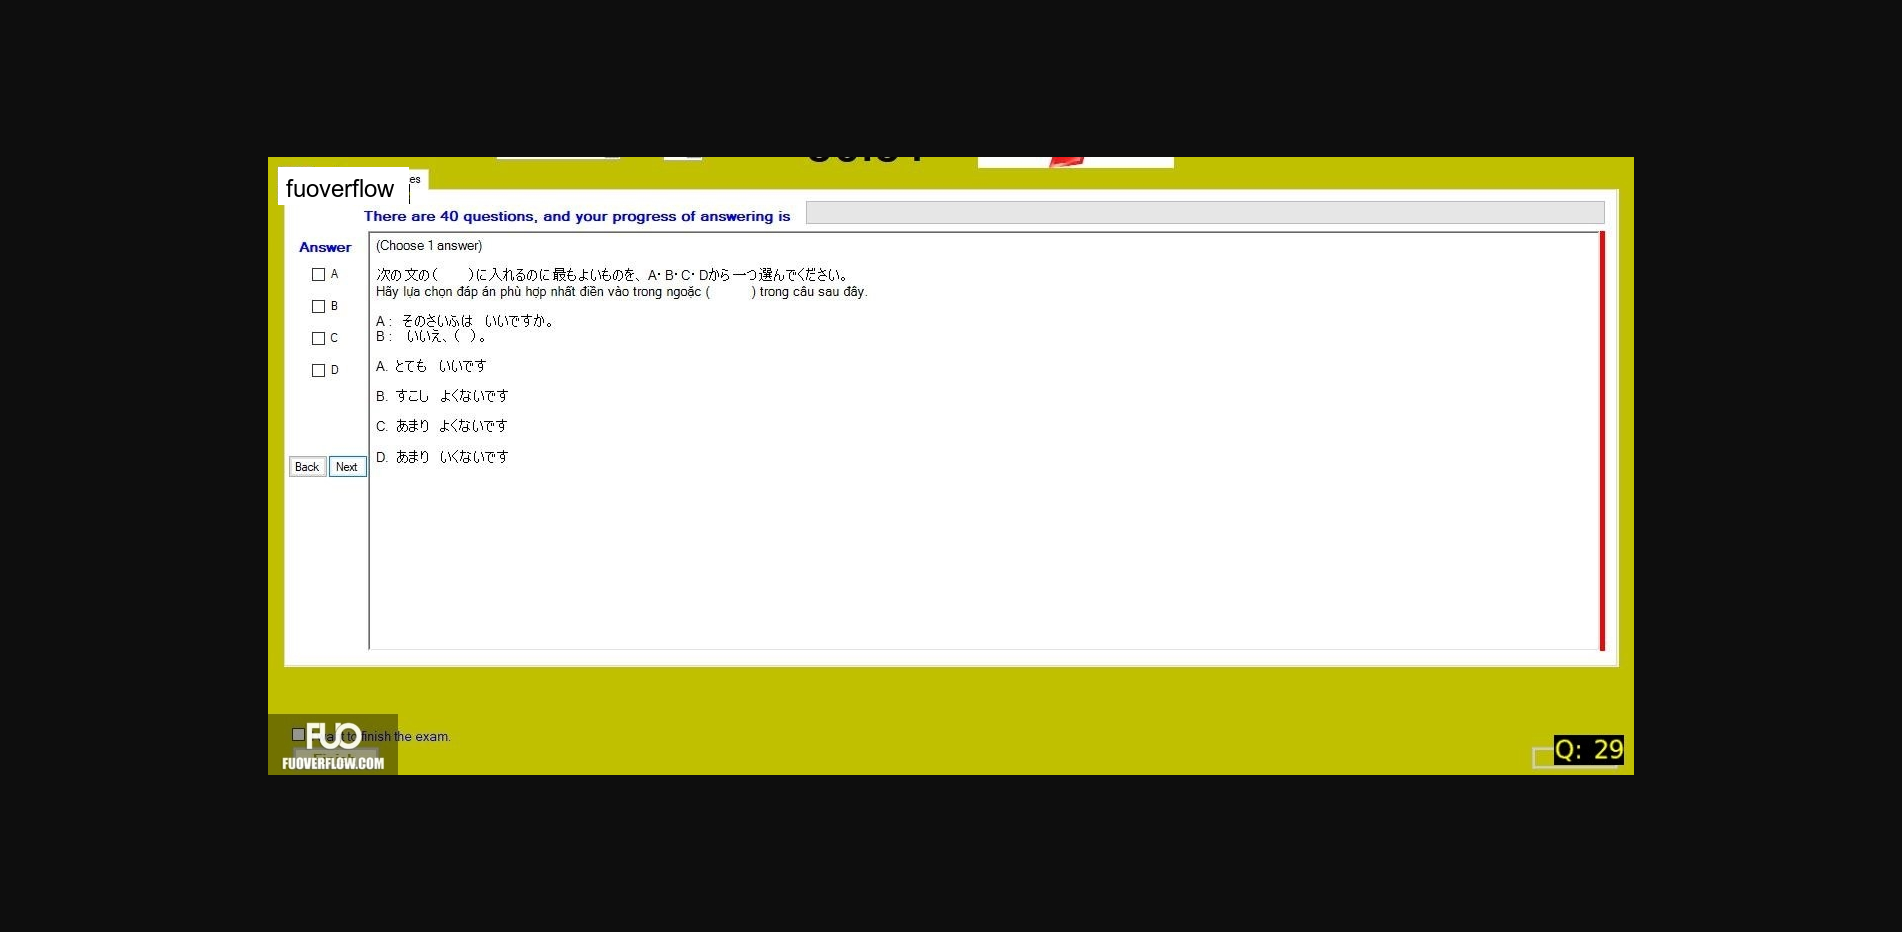 fuoverflow
es
There are 40 questions, and your progress of answering is
Answer
(Choose 1 answer)
A
B
C
D
次の文の(　　)に入れるのに最もよいものを、A・B・C・Dから一つ選んでください。
Hãy lựa chọn đáp án phù hợp nhất điền vào trong ngoặc (　　) trong câu sau đây.
A : そのさいふは　いいですか。
B : いいえ、(　)。
A. とても　いいです
B. すこし　よくないです
C. あまり　よくないです
D. あまり　いくないです
Back Next
to finish the exam.
FUO
FUOVERFLOW.COM
Q: 29